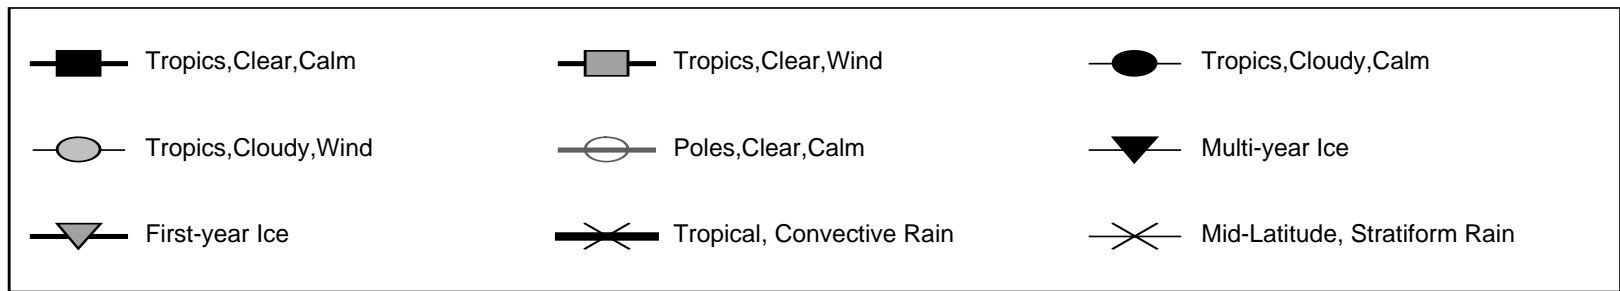 Tropics,Clear,Calm
Tropics,Clear,Wind
Tropics,Cloudy,Calm
Tropics,Cloudy,Wind
Poles,Clear,Calm
Multi-year Ice
First-year Ice
Tropical, Convective Rain
Mid-Latitude, Stratiform Rain